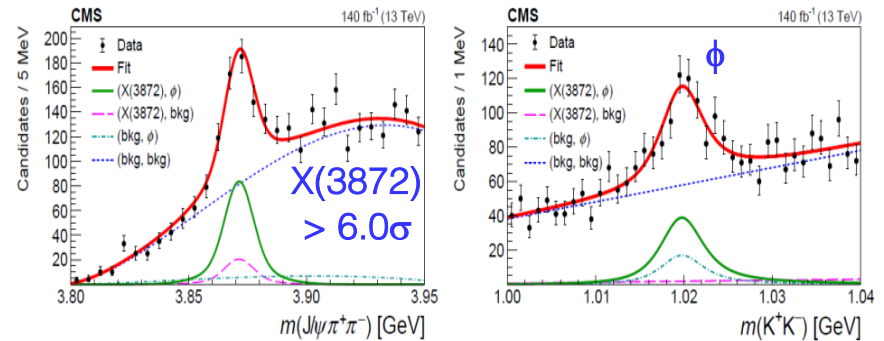 CMS 140 fb⁻¹ (13 TeV)
Candidates / 5 MeV
200
180
160
140
120
100
80
60
40
20
Data
Fit
(X(3872), ϕ)
(X(3872), bkg)
(bkg, ϕ)
(bkg, bkg)
X(3872)
> 6.0σ
3.80 3.85 3.90 3.95
m(J/ψπ⁺π⁻) [GeV]
CMS 140 fb⁻¹ (13 TeV)
Candidates / 1 MeV
140
120
100
80
60
40
20
Data
Fit
(X(3872), ϕ)
(X(3872), bkg)
(bkg, ϕ)
(bkg, bkg)
ϕ
1.00 1.01 1.02 1.03 1.04
m(K⁺K⁻) [GeV]